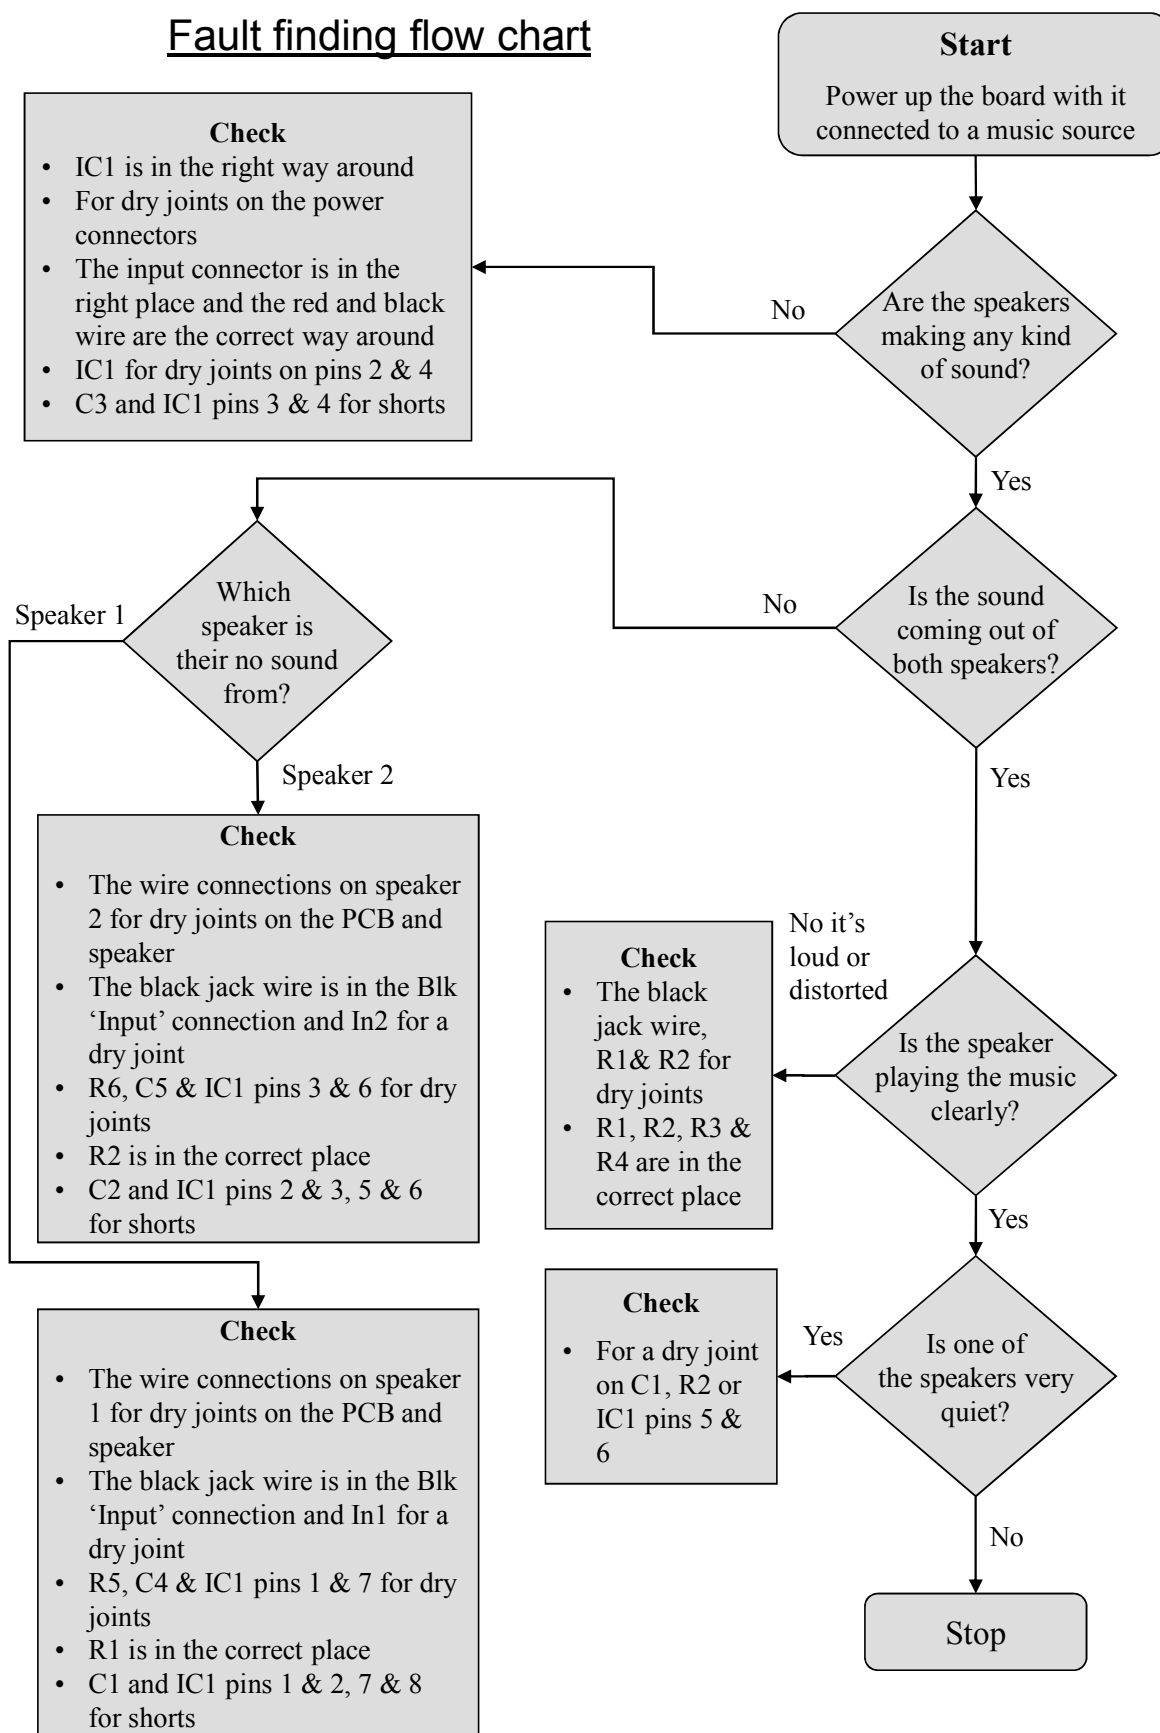 Fault finding flow chart
Start
Power up the board with it
connected to a music source
Check
• IC1 is in the right way around
• For dry joints on the power
connectors
• The input connector is in the
right place and the red and black
wire are the correct way around
• IC1 for dry joints on pins 2 & 4
• C3 and IC1 pins 3 & 4 for shorts
No
Are the speakers
making any kind
of sound?
Yes
Which
speaker is
their no sound
from?
Speaker 1
No
Is the sound
coming out of
both speakers?
Speaker 2
Yes
Check
• The wire connections on speaker
2 for dry joints on the PCB and
speaker
• The black jack wire is in the Blk
‘Input’ connection and In2 for a
dry joint
• R6, C5 & IC1 pins 3 & 6 for dry
joints
• R2 is in the correct place
• C2 and IC1 pins 2 & 3, 5 & 6
for shorts
No it’s
loud or
distorted
Check
• The black
jack wire,
R1& R2 for
dry joints
• R1, R2, R3 &
R4 are in the
correct place
Is the speaker
playing the music
clearly?
Yes
Check
• For a dry joint
on C1, R2 or
IC1 pins 5 &
6
Yes
Is one of
the speakers very
quiet?
Check
• The wire connections on speaker
1 for dry joints on the PCB and
speaker
• The black jack wire is in the Blk
‘Input’ connection and In1 for a
dry joint
• R5, C4 & IC1 pins 1 & 7 for dry
joints
• R1 is in the correct place
• C1 and IC1 pins 1 & 2, 7 & 8
for shorts
No
Stop